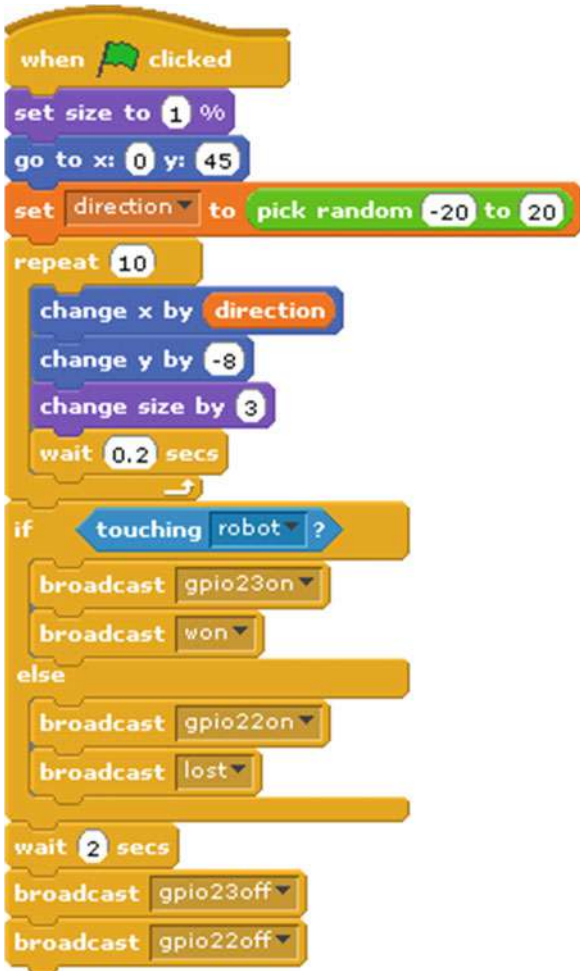 when clicked
set size to 1 %
go to x: 0 y: 45
set direction to pick random -20 to 20
repeat 10
change x by direction
change y by -8
change size by 3
wait 0.2 secs
if touching robot ?
broadcast gpio23on
broadcast won
else
broadcast gpio22on
broadcast lost
wait 2 secs
broadcast gpio23off
broadcast gpio22off